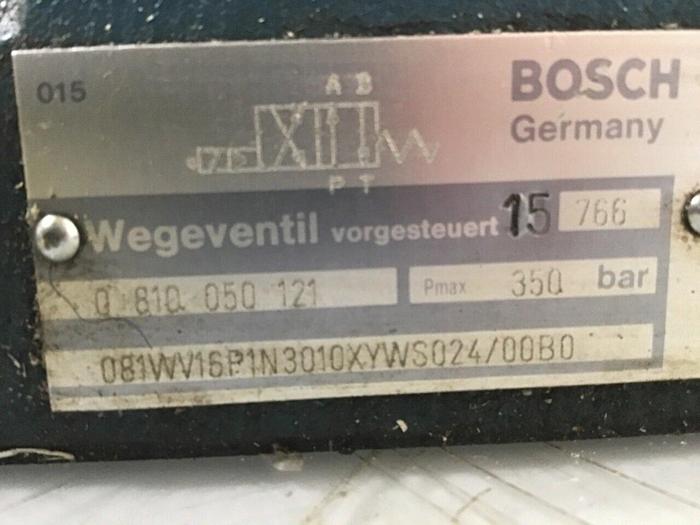 015
BOSCH
Germany
A B
P T
Wegeventil vorgesteuert 15 766
0 810 050 121
Pmax 350 bar
081WV16P1N3010XYWS024/00B0